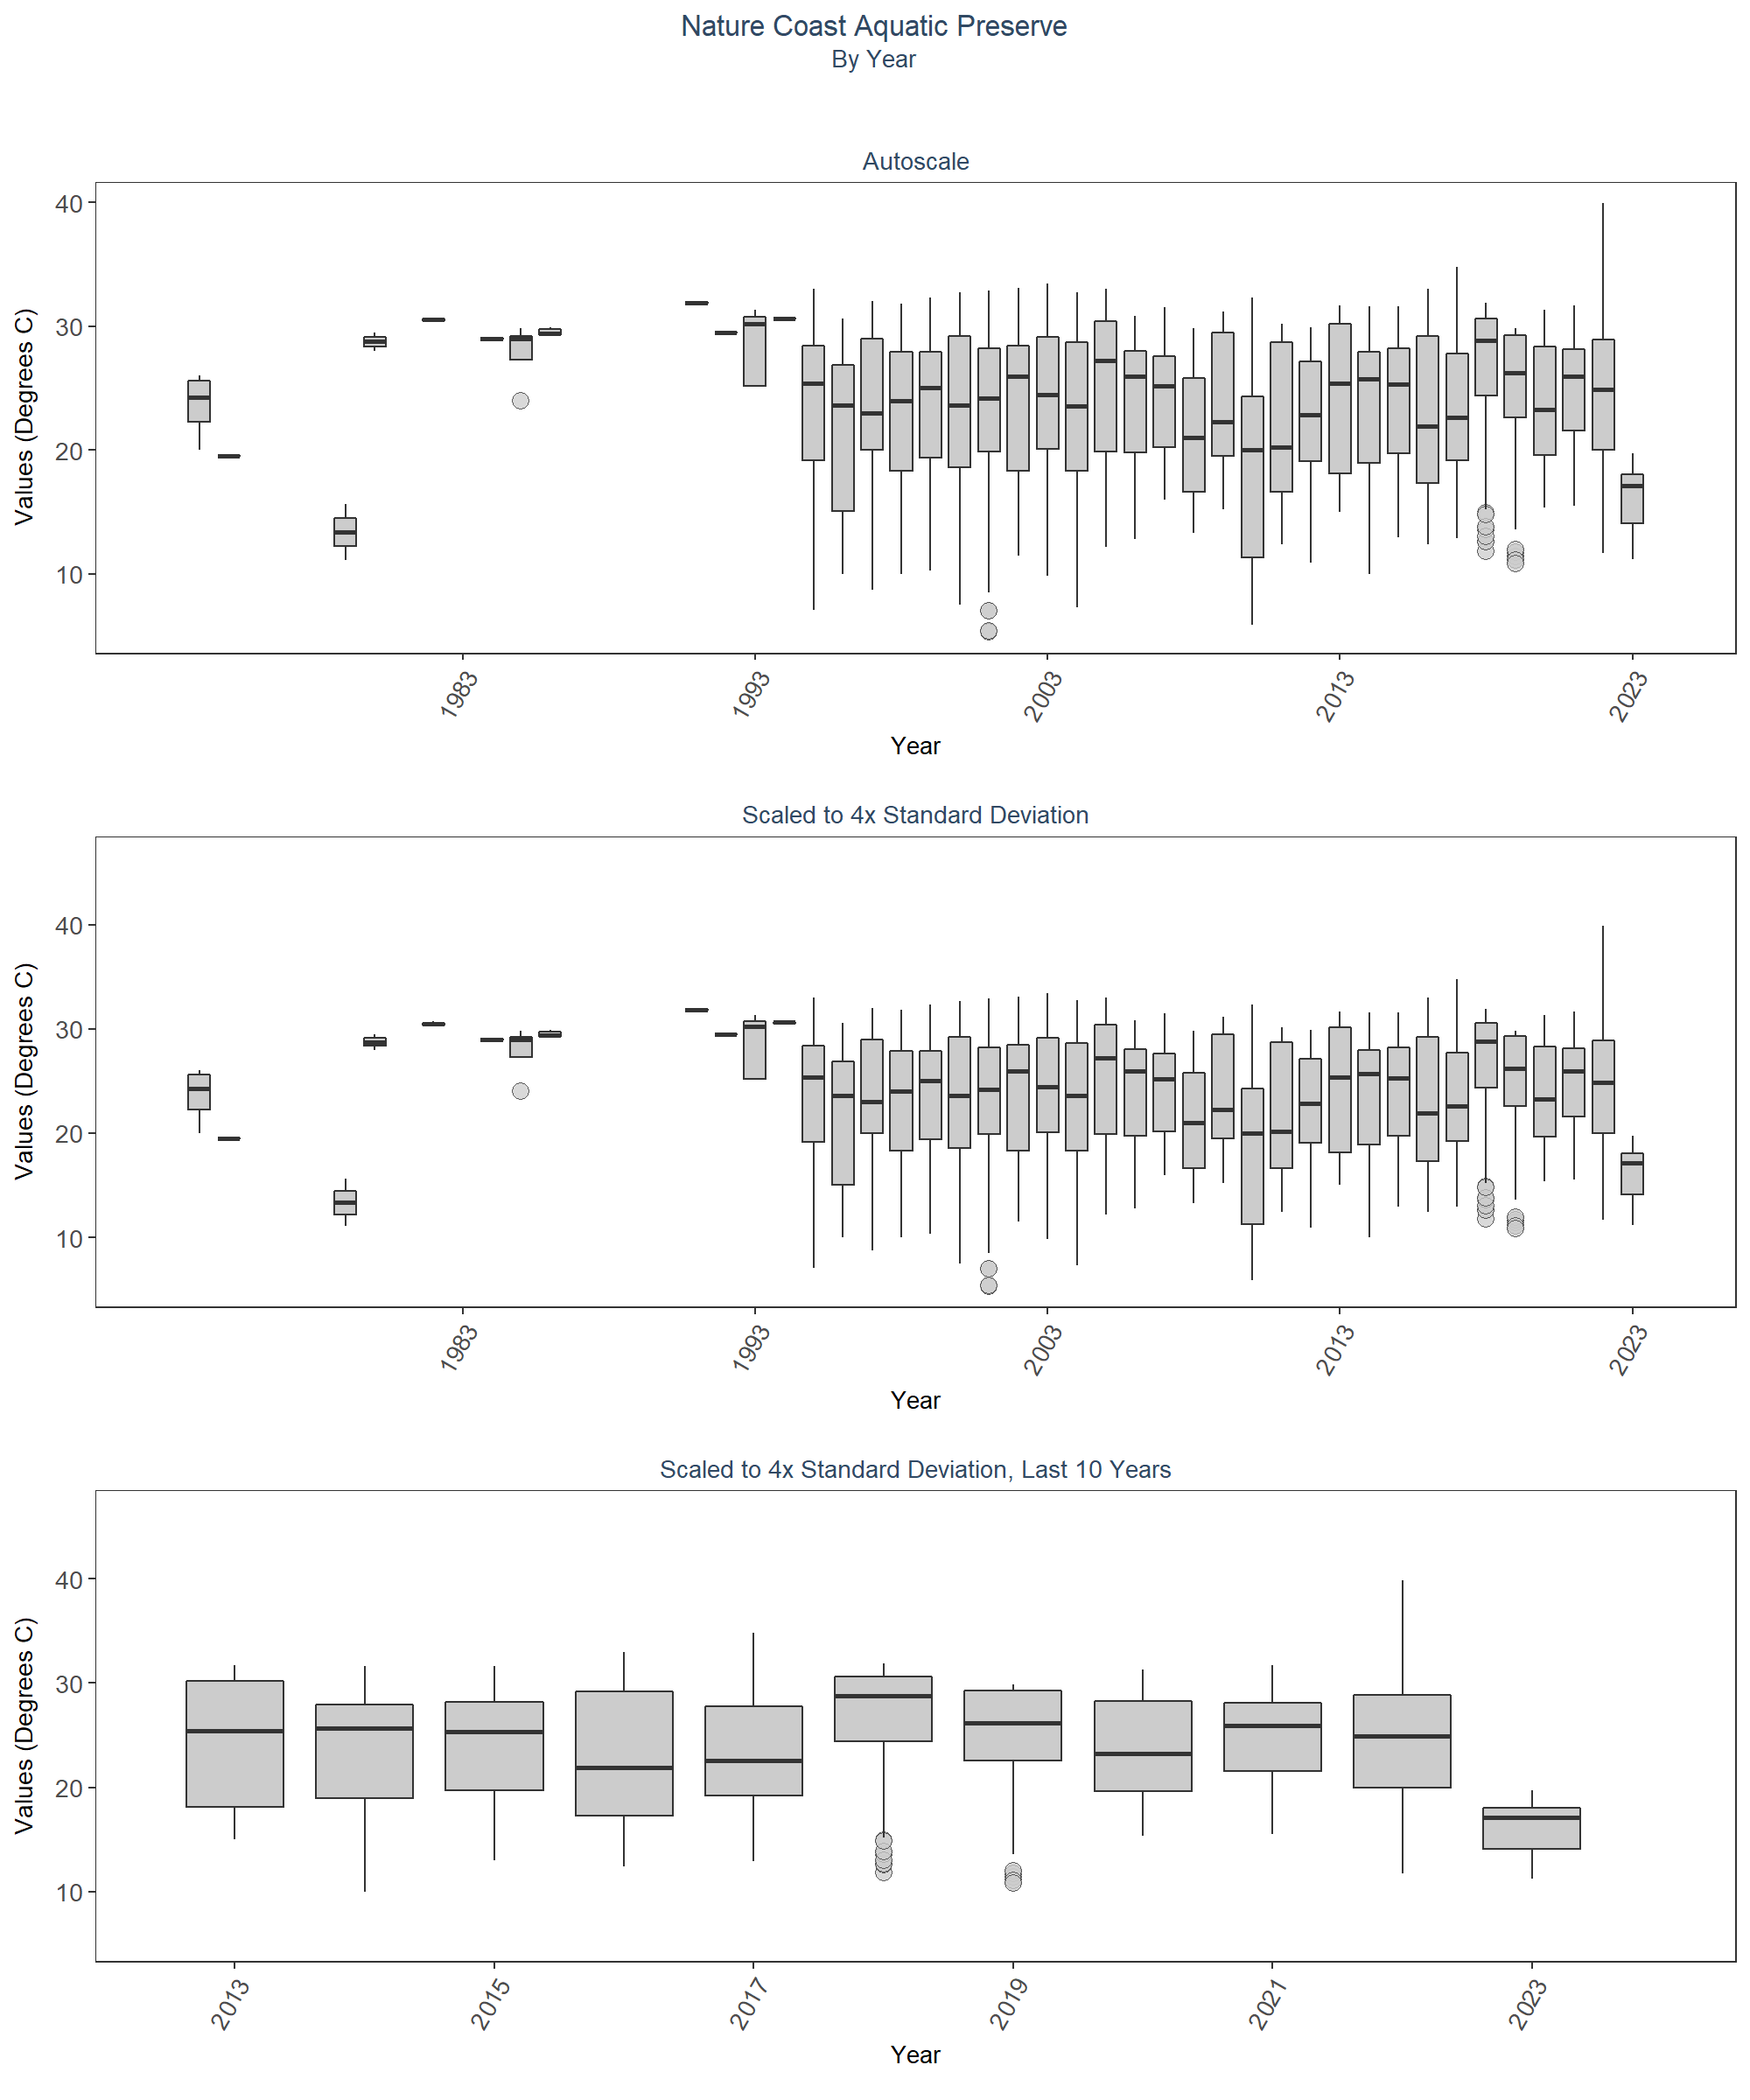 Nature Coast Aquatic Preserve
By Year
Autoscale
Values (Degrees C)
40
30
20
10
1983
1993
2003
2013
2023
Year
Scaled to 4x Standard Deviation
Values (Degrees C)
40
30
20
10
1983
1993
2003
2013
2023
Year
Scaled to 4x Standard Deviation, Last 10 Years
Values (Degrees C)
40
30
20
10
2013
2015
2017
2019
2021
2023
Year